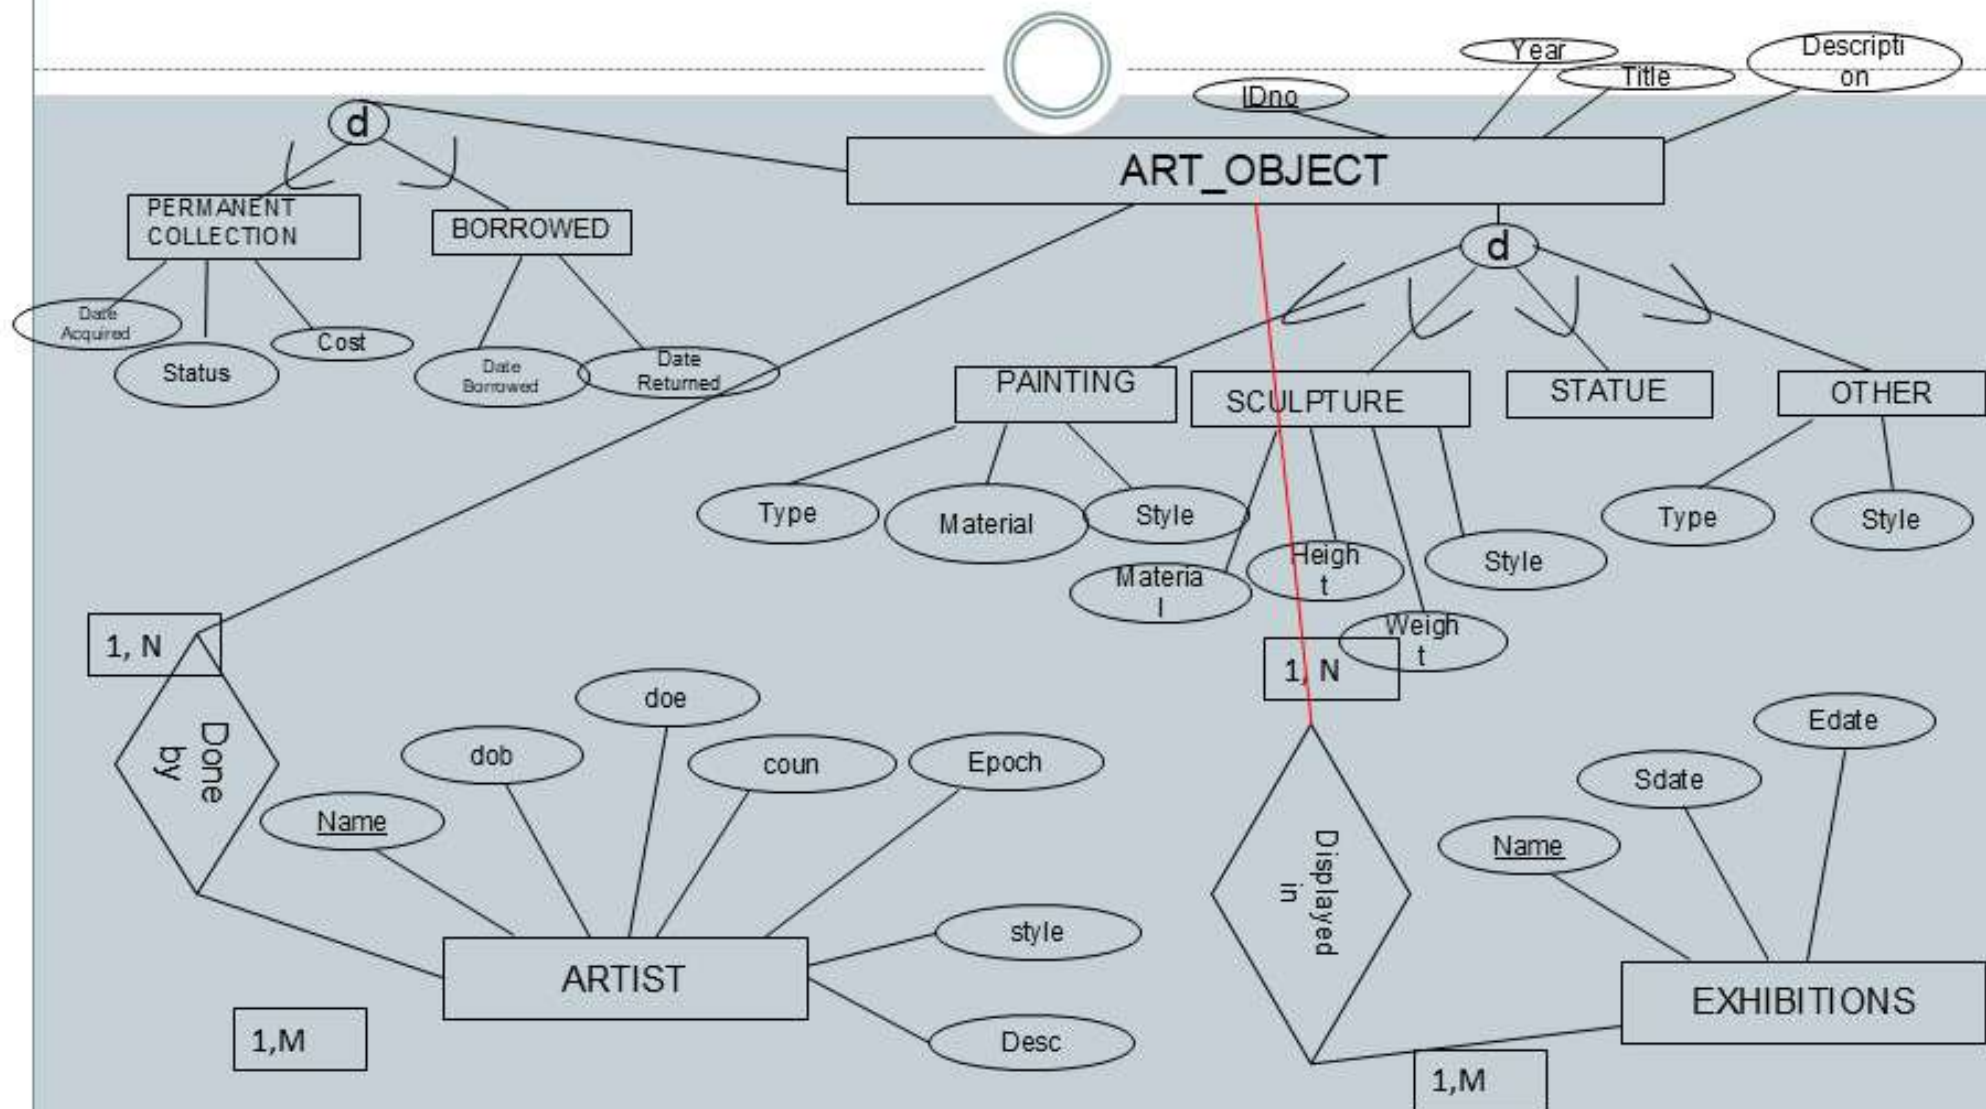 Year
Descripti
on
Title
IDno
d
ART_OBJECT
PERMANENT
COLLECTION
BORROWED
d
Date
Acquired
Status
Cost
Date
Borrowed
Date
Returned
PAINTING
SCULPTURE
STATUE
OTHER
Type
Material
Style
Materia
l
Heigh
t
Weigh
t
Style
Type
Style
1, N
1, N
Done
by
Name
dob
doe
coun
Epoch
style
Desc
ARTIST
1,M
Displayed
in
Name
Sdate
Edate
EXHIBITIONS
1,M